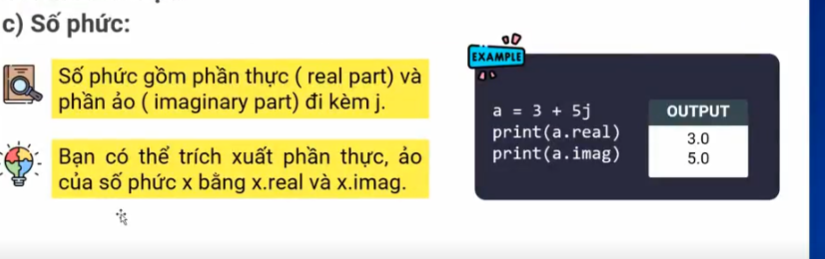 c) Số phức:
Số phức gồm phần thực ( real part) và
phần ảo ( imaginary part) đi kèm j.
Bạn có thể trích xuất phần thực, ảo
của số phức x bằng x.real và x.imag.
EXAMPLE
a = 3 + 5j
print(a.real)
print(a.imag)
OUTPUT
3.0
5.0